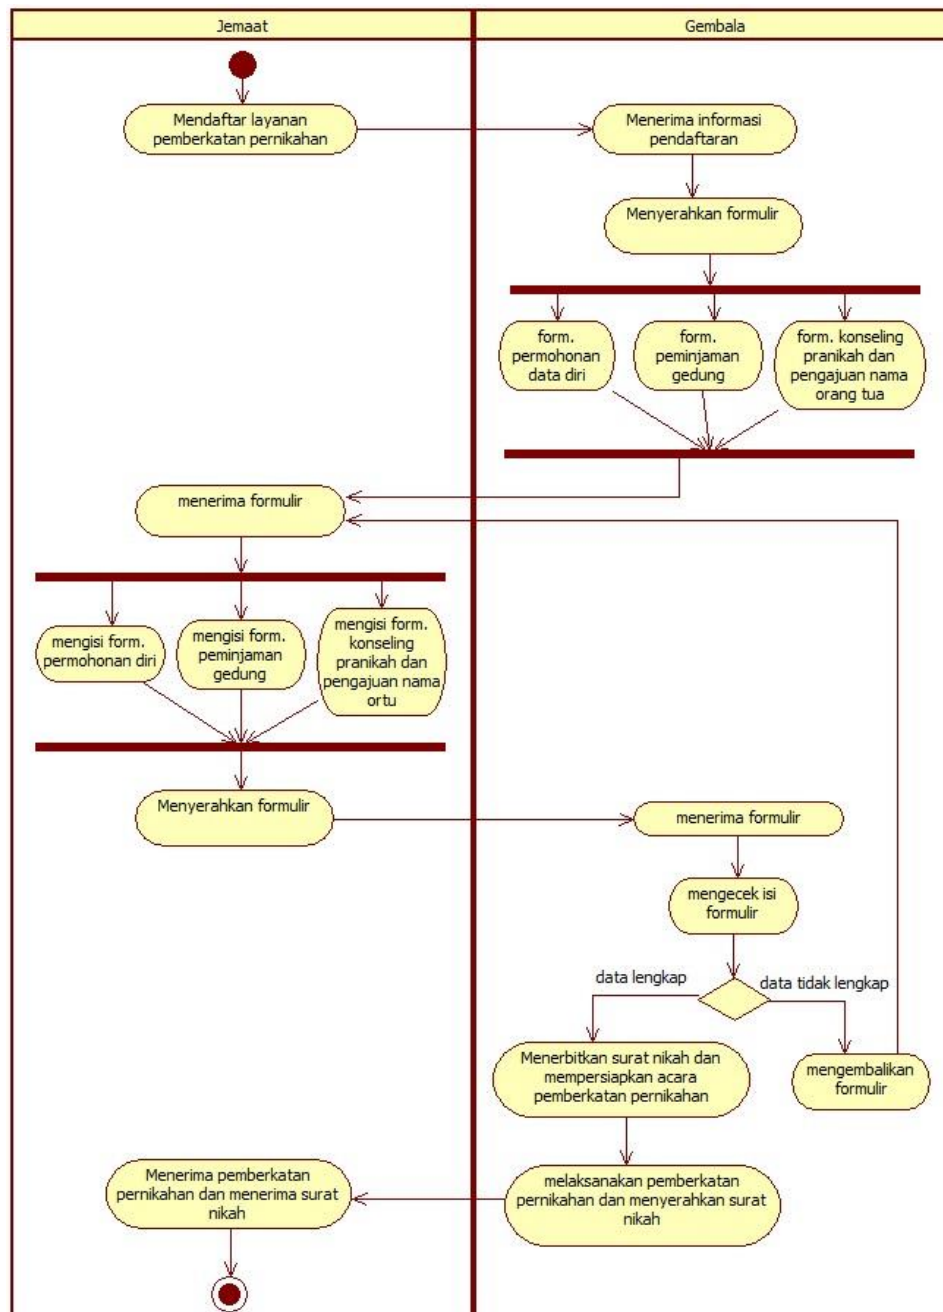 Jemaat
Gembala
Mendaftar layanan
pemberkatan pernikahan
Menerima informasi
pendaftaran
Menyerahkan formulir
form.
permohonan
data diri
form.
peminjaman
gedung
form. konseling
pranikah dan
pengajuan nama
orang tua
menerima formulir
mengisi form.
permohonan diri
mengisi form.
peminjaman
gedung
mengisi form.
konseling
pranikah dan
pengajuan nama
ortu
Menyerahkan formulir
menerima formulir
mengecek isi
formulir
data lengkap
data tidak lengkap
Menerbitkan surat nikah dan
mempersiapkan acara
pemberkatan pernikahan
mengembalikan
formulir
Menerima pemberkatan
pernikahan dan menerima surat
nikah
melaksanakan pemberkatan
pernikahan dan menyerahkan surat
nikah